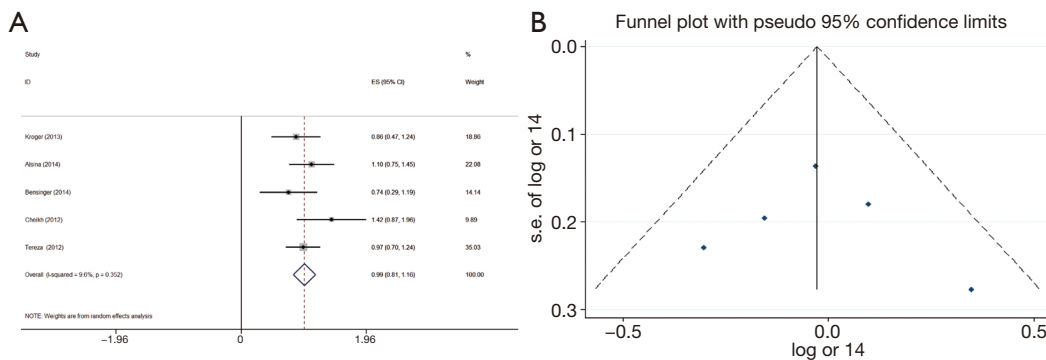 A
Study %
ID ES (95% CI) Weight
Kroger (2013) 0.86 (0.47, 1.24) 18.86
Alsina (2014) 1.10 (0.75, 1.45) 22.08
Bensinger (2014) 0.74 (0.29, 1.19) 14.14
Cheikh (2012) 1.42 (0.87, 1.96) 9.89
Tereza (2012) 0.97 (0.70, 1.24) 35.03
Overall (I-squared = 9.6%, p = 0.352) 0.99 (0.81, 1.16) 100.00
NOTE: Weights are from random effects analysis
−1.96 0 1.96
B
Funnel plot with pseudo 95% confidence limits
s.e. of log or 14
0.0
0.1
0.2
0.3
−0.5 0.0 0.5
log or 14